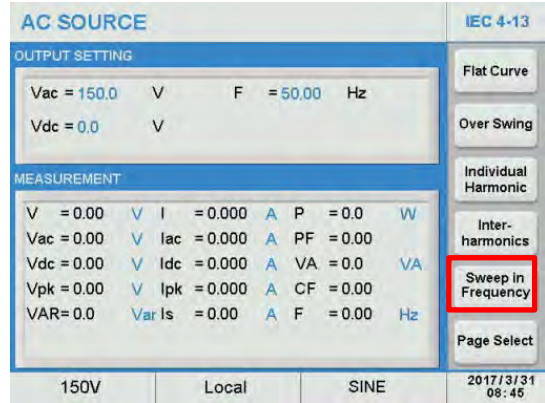 AC SOURCE
IEC 4-13
OUTPUT SETTING
Vac = 150.0 V F = 50.00 Hz
Vdc = 0.0 V
MEASUREMENT
V = 0.00 V I = 0.000 A P = 0.0 W
Vac = 0.00 V Iac = 0.000 A PF = 0.00
Vdc = 0.00 V Idc = 0.000 A VA = 0.0 VA
Vpk = 0.00 V Ipk = 0.000 A CF = 0.00
VAR= 0.0 Var Is = 0.00 A F = 0.00 Hz
Flat Curve
Over Swing
Individual
Harmonic
Inter-
harmonics
Sweep in
Frequency
Page Select
150V Local SINE
2017/3/31
08:45